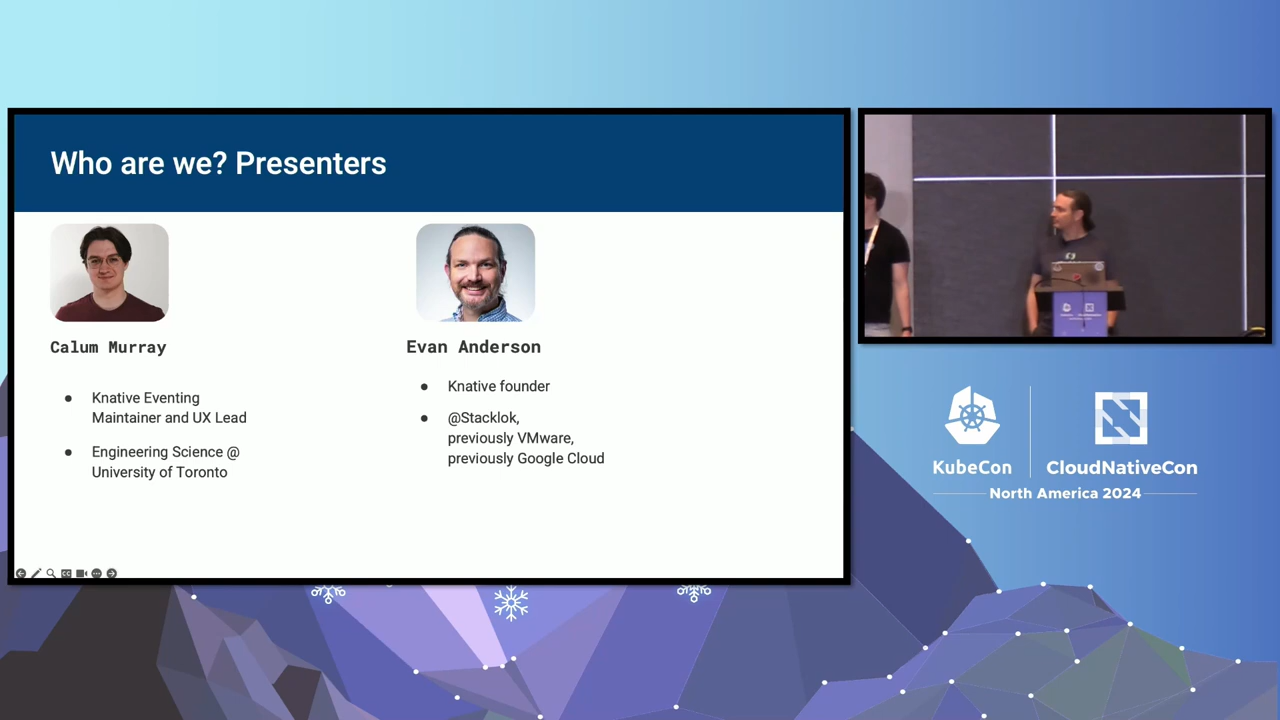 Who are we? Presenters
Calum Murray
Knative Eventing
Maintainer and UX Lead
Engineering Science @
University of Toronto
Evan Anderson
Knative founder
@Stacklok,
previously VMware,
previously Google Cloud
KubeCon
CloudNativeCon
North America 2024